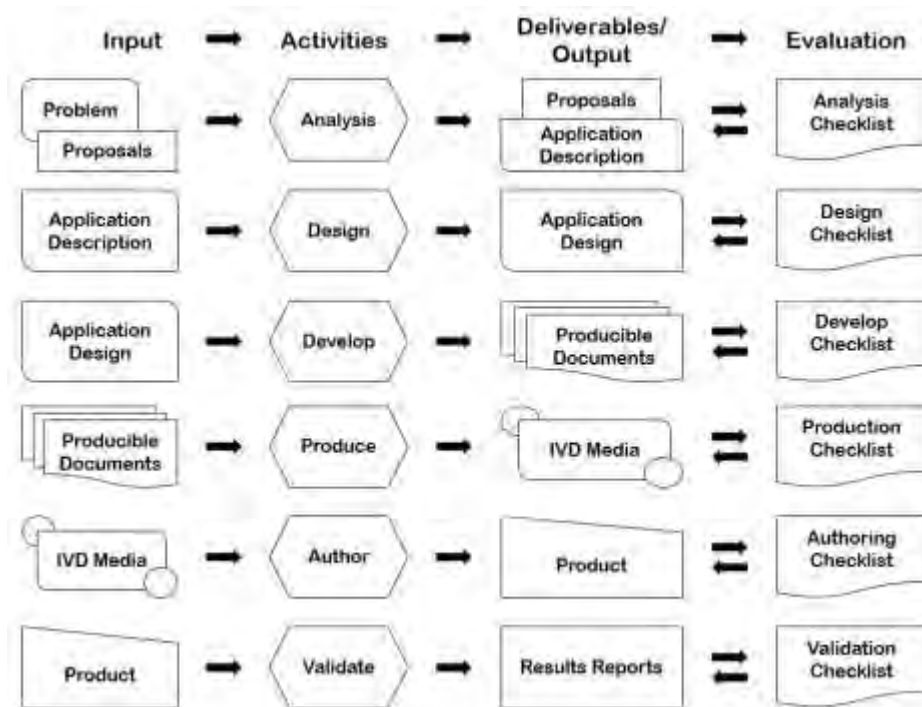 Input
Activities
Deliverables/
Output
Evaluation
Problem
Proposals
Analysis
Proposals
Application
Description
Analysis
Checklist
Application
Description
Design
Application
Design
Design
Checklist
Application
Design
Develop
Producible
Documents
Develop
Checklist
Producible
Documents
Produce
IVD Media
Production
Checklist
IVD Media
Author
Product
Authoring
Checklist
Product
Validate
Results Reports
Validation
Checklist